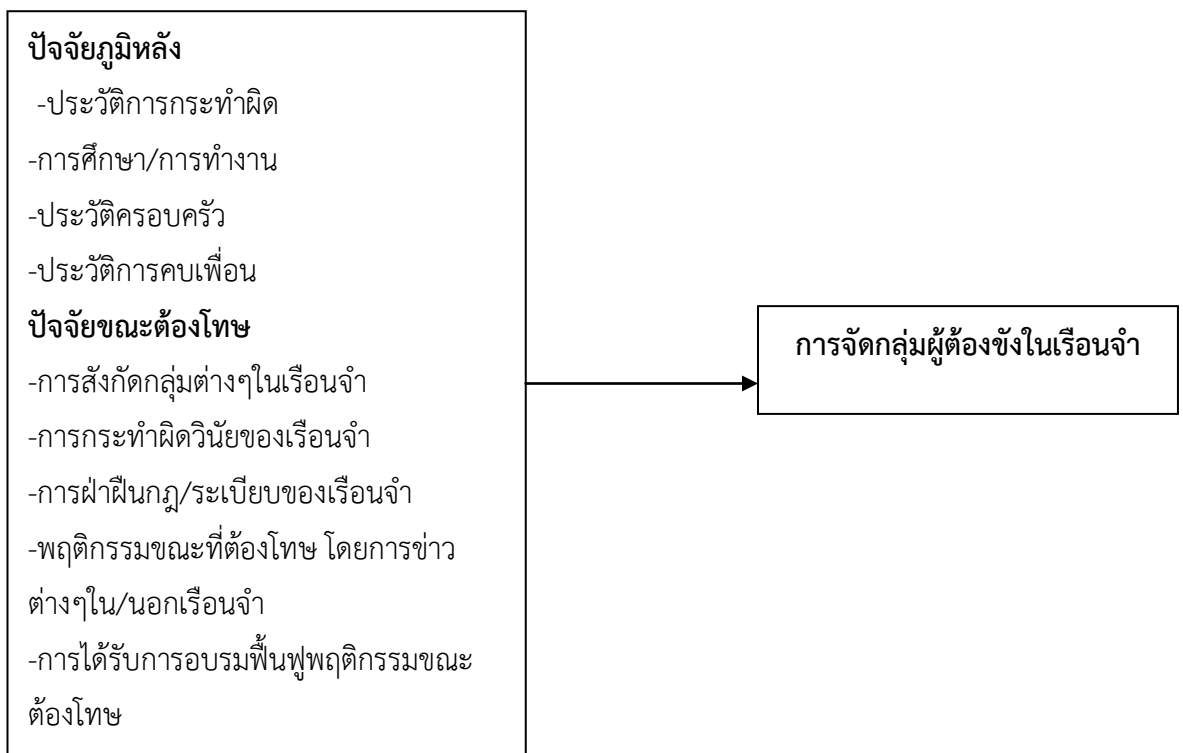 ปัจจัยภูมิหลัง
-ประวัติการกระทำผิด
-การศึกษา/การทำงาน
-ประวัติครอบครัว
-ประวัติการคบเพื่อน
ปัจจัยขณะต้องโทษ
-การสังกัดกลุ่มต่างๆในเรือนจำ
-การกระทำผิดวินัยของเรือนจำ
-การฝ่าฝืนกฎ/ระเบียบของเรือนจำ
-พฤติกรรมขณะที่ต้องโทษ โดยการข่าว
ต่างๆใน/นอกเรือนจำ
-การได้รับการอบรมฟื้นฟูพฤติกรรมขณะ
ต้องโทษ
การจัดกลุ่มผู้ต้องขังในเรือนจำ